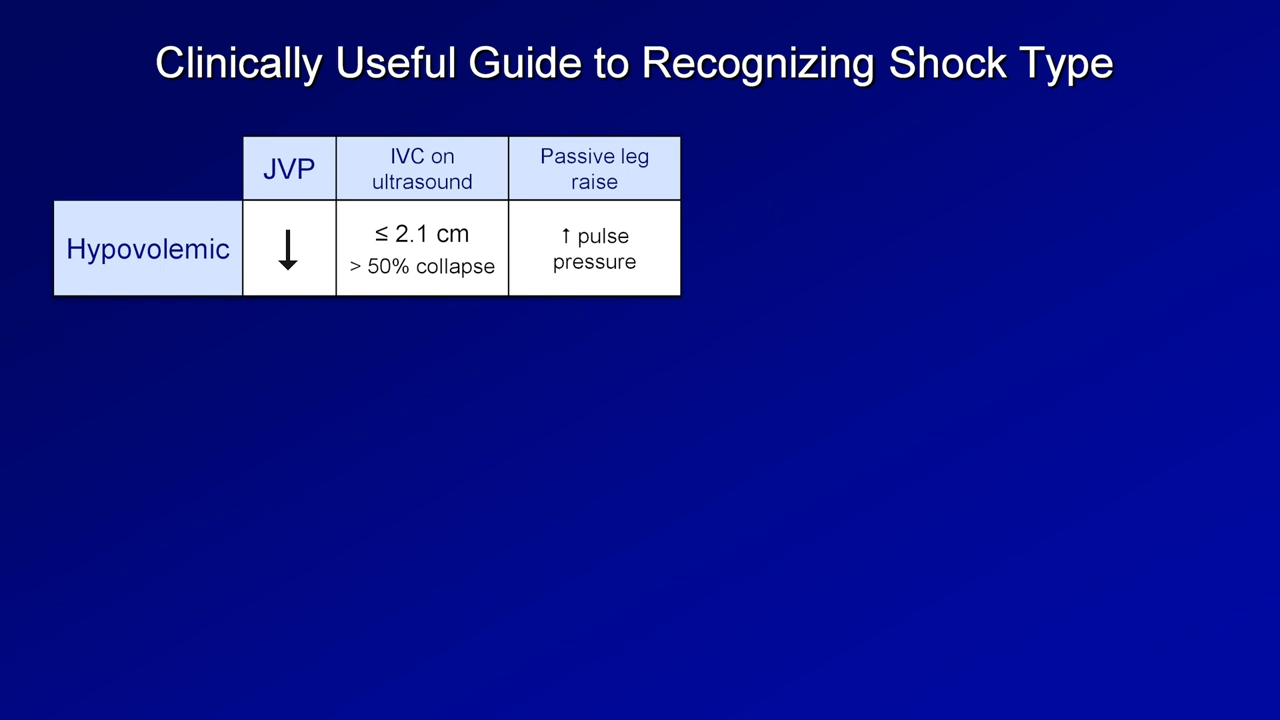 Clinically Useful Guide to Recognizing Shock Type
JVP
IVC on
ultrasound
Passive leg
raise
Hypovolemic
↓
≤ 2.1 cm
> 50% collapse
↑ pulse
pressure